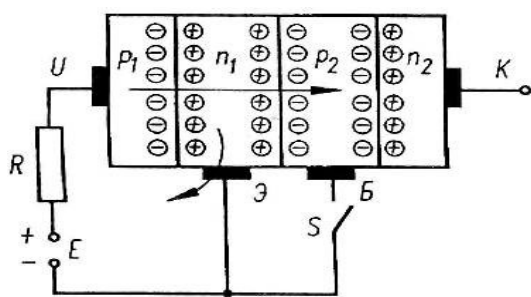 U p₁ n₁ p₂ n₂ K
R
Э Б
S
+
− E